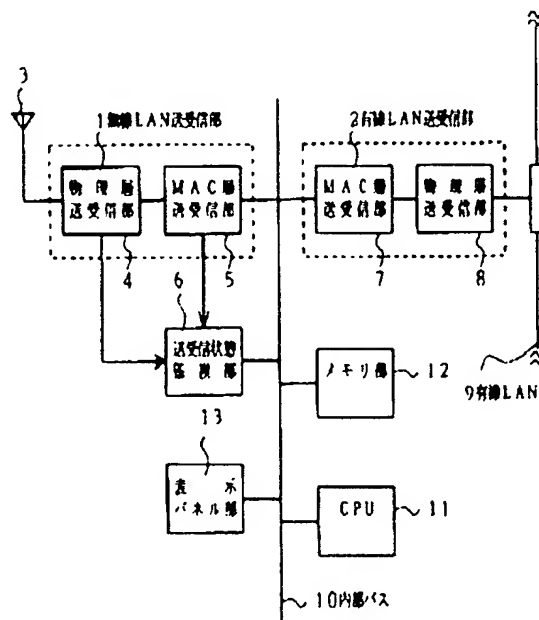 3
1無線LAN送受信部
2有線LAN送受信部
物理層
送受信部
MAC層
送受信部
MAC層
送受信部
物理層
送受信部
4
5
7
8
6
送受信状態
監視部
メモリ部
12
9有線LAN
13
表示
パネル部
CPU
11
10内部バス